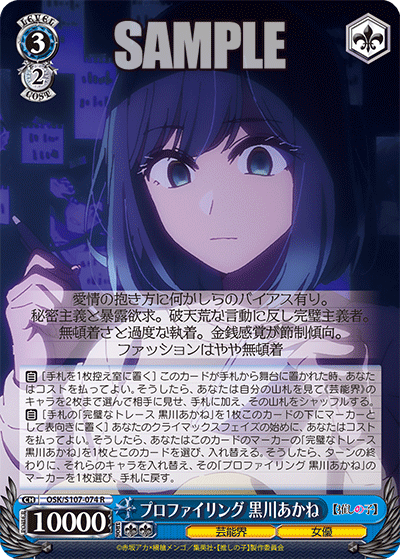 LEVEL
3
2
COST
SAMPLE
愛情の抱き方に何かしらのバイアス有り。
秘密主義と暴露欲求。破天荒な言動に反し完璧主義者。
無頓着さと過度な執着。金銭感覚が節制傾向。
ファッションはやや無頓着
【自】［手札を1枚控え室に置く］このカードが手札から舞台に置かれた時、あなた
はコストを払ってよい。そうしたら、あなたは自分の山札を見て《芸能界》の
キャラを2枚まで選んで相手に見せ、手札に加え、その山札をシャッフルする。
【自】［手札の「完璧なトレース 黒川あかね」を1枚このカードの下にマーカーと
して表向きに置く］あなたのクライマックスフェイズの始めに、あなたはコスト
を払ってよい。そうしたら、あなたはこのカードのマーカーの「完璧なトレース
黒川あかね」を1枚とこのカードを選び、入れ替える。そうしたら、ターンの終わ
りに、それらのキャラを入れ替え、その「プロファイリング 黒川あかね」のマー
カーを1枚選び、手札に戻す。
CH
OSK/S107-074 R
10000
プロファイリング 黒川あかね
【推しの子】
芸能界
女優
©赤坂アカ×横槍メンゴ／集英社・【推しの子】製作委員会